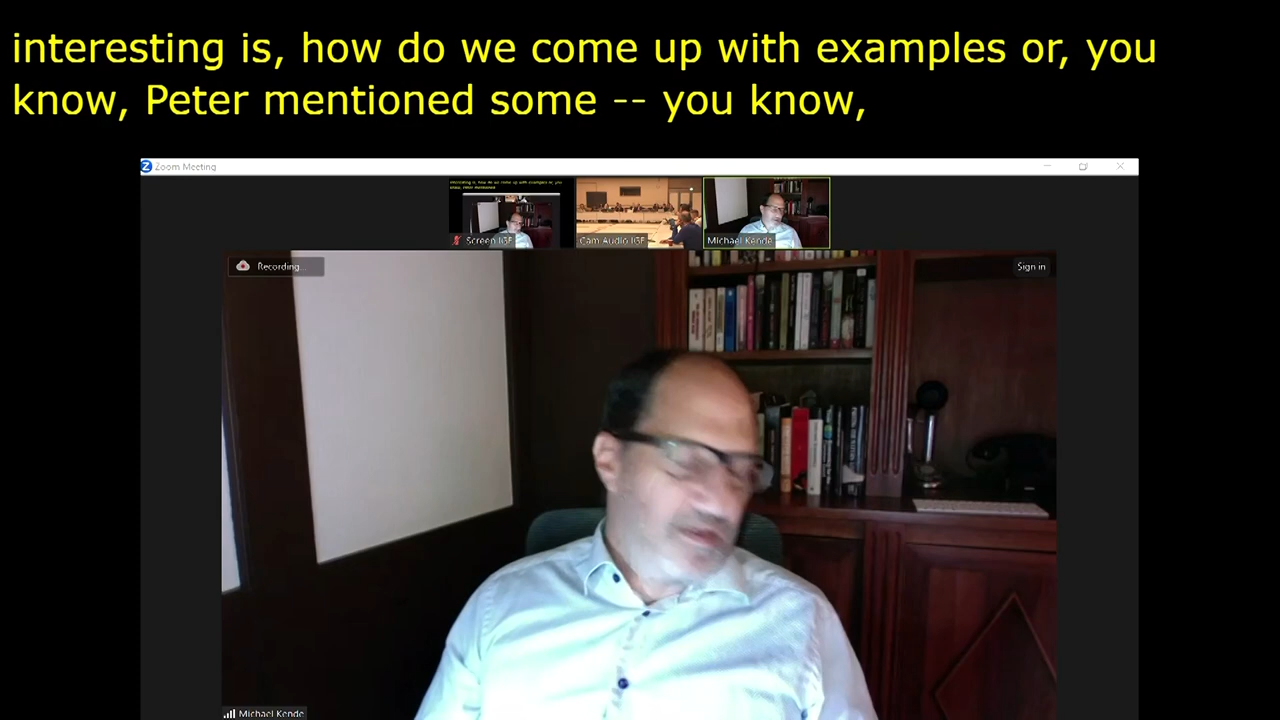 interesting is, how do we come up with examples or, you
know, Peter mentioned some -- you know,
Zoom Meeting
Screen IGF
Cam Audio IGF
Michael Kende
Recording...
Sign in
Michael Kende